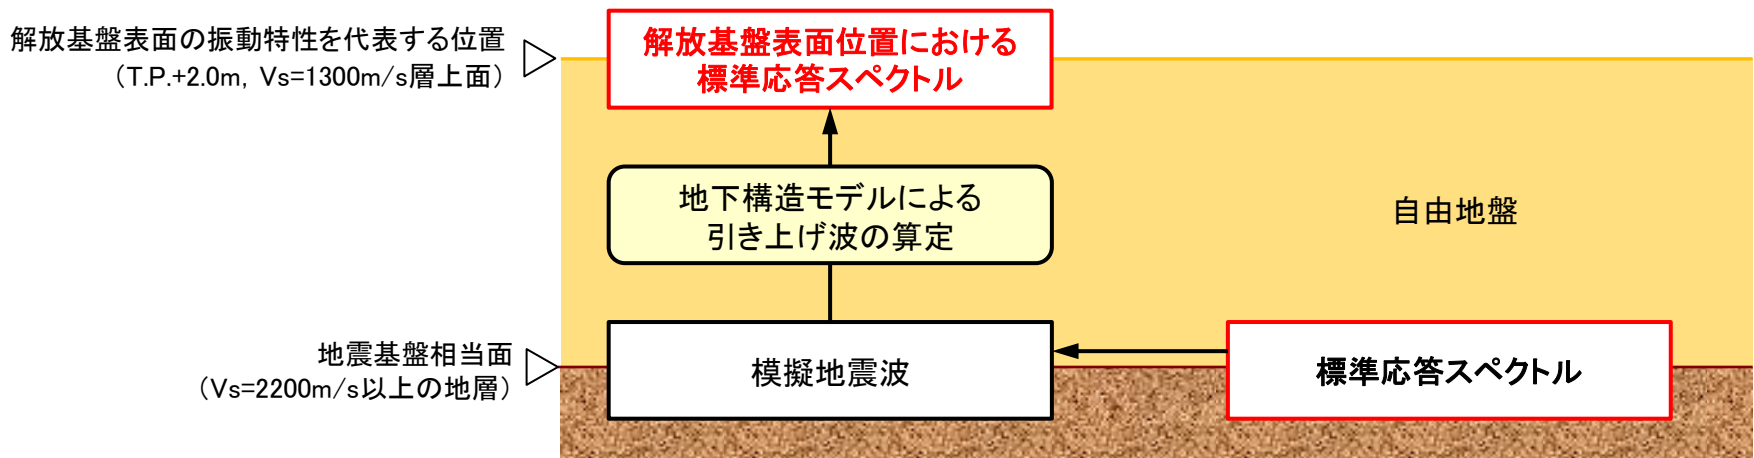 解放基盤表面の振動特性を代表する位置
（T.P.+2.0m, Vs=1300m/s層上面）
解放基盤表面位置における
標準応答スペクトル
地下構造モデルによる
引き上げ波の算定
自由地盤
地震基盤相当面
（Vs=2200m/s以上の地層）
模擬地震波
標準応答スペクトル